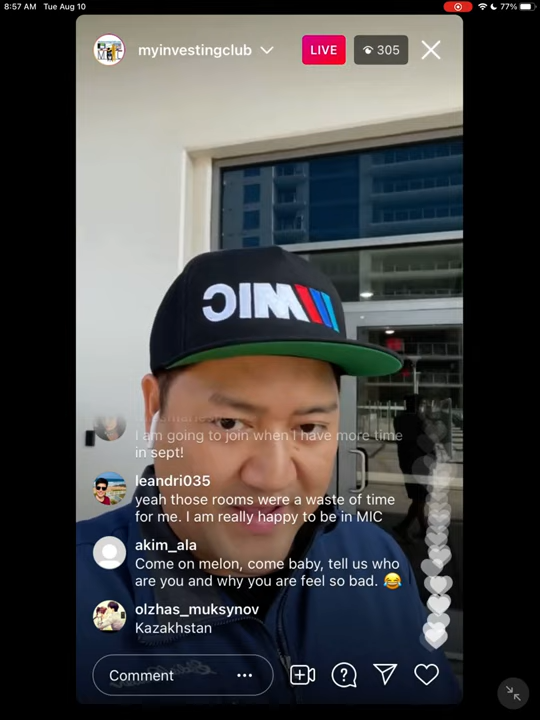 8:57 AM Tue Aug 10
77%
myinvestingclub
LIVE
305
MIC
I am going to join when I have more time
in sept!
leandri035
yeah those rooms were a waste of time
for me. I am really happy to be in MIC
akim_ala
Come on melon, come baby, tell us who
are you and why you are feel so bad. 😂
olzhas_muksynov
Kazakhstan
Comment